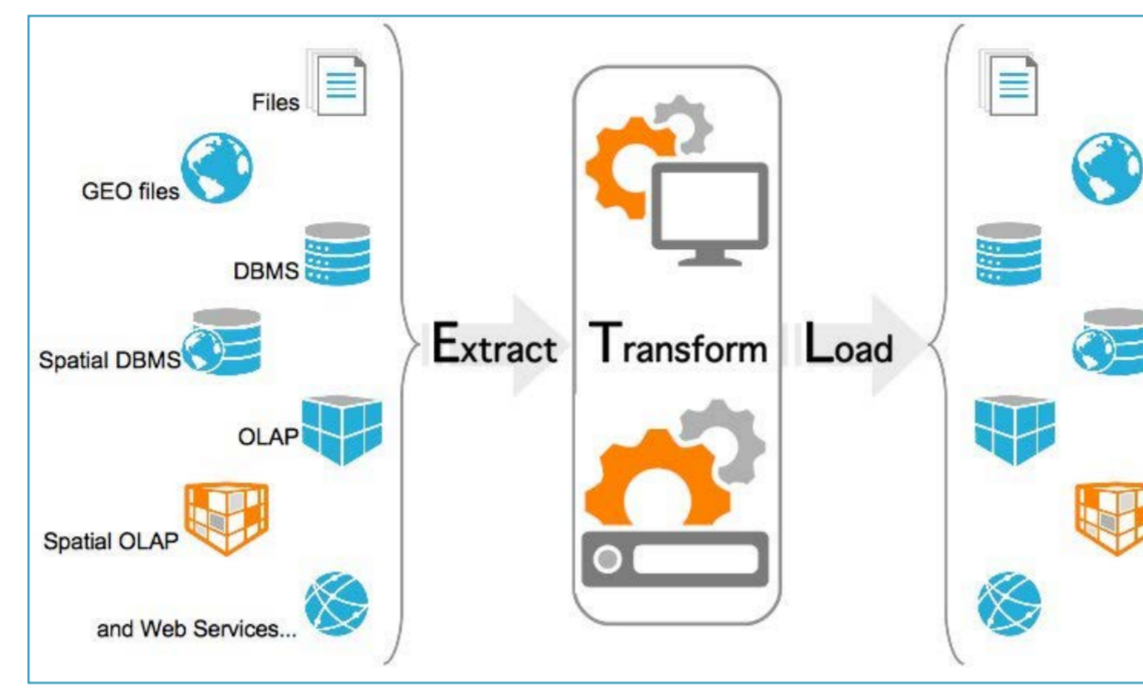 Files
GEO files
DBMS
Spatial DBMS
Extract Transform Load
OLAP
Spatial OLAP
and Web Services...